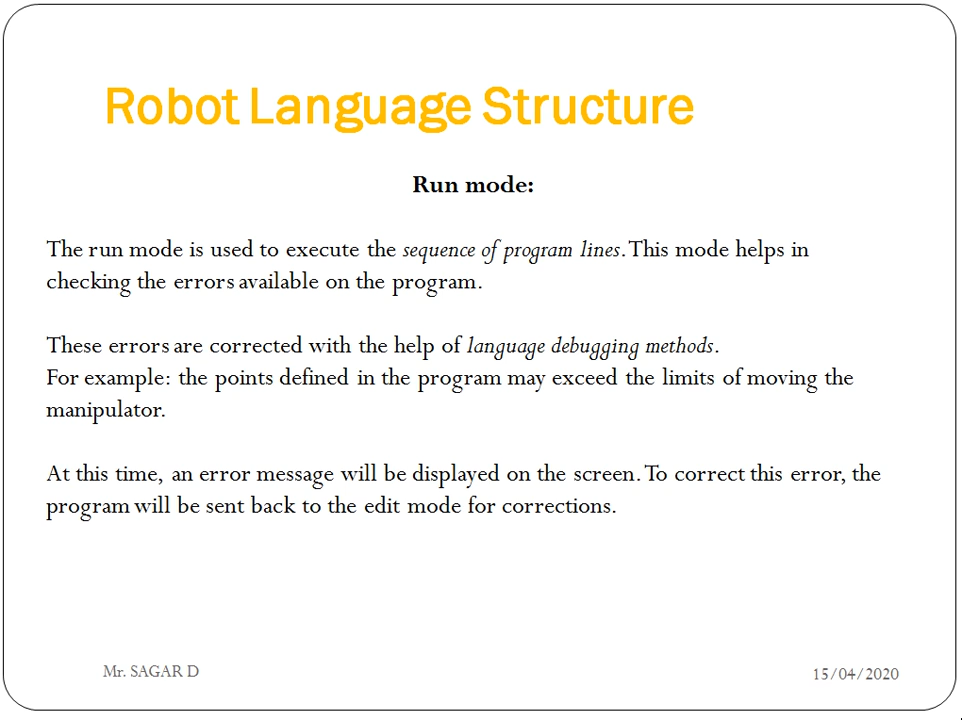 Robot Language Structure
Run mode:
The run mode is used to execute the sequence of program lines. This mode helps in
checking the errors available on the program.
These errors are corrected with the help of language debugging methods.
For example: the points defined in the program may exceed the limits of moving the
manipulator.
At this time, an error message will be displayed on the screen. To correct this error, the
program will be sent back to the edit mode for corrections.
Mr. SAGAR D
15/04/2020